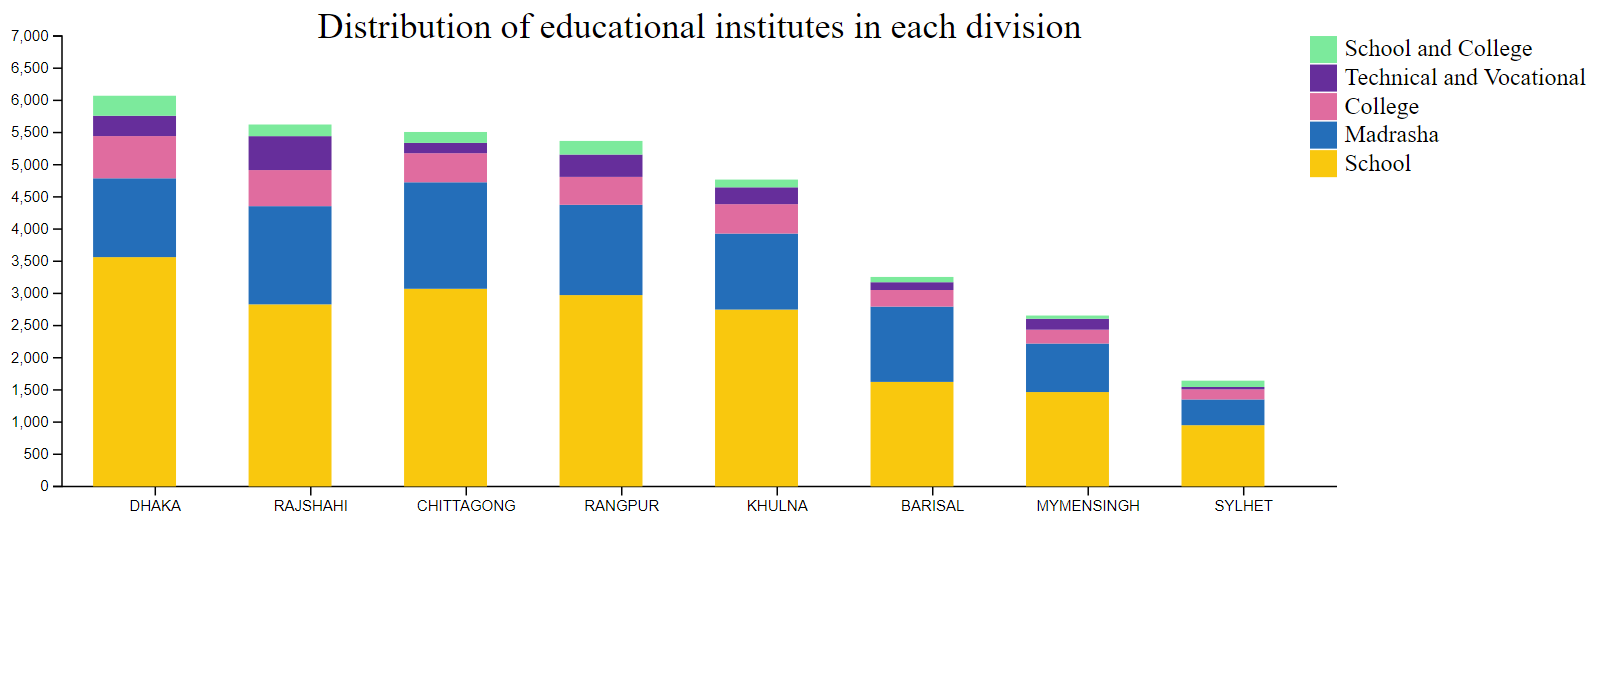 Distribution of educational institutes in each division
7,000
6,500
6,000
5,500
5,000
4,500
4,000
3,500
3,000
2,500
2,000
1,500
1,000
500
0
DHAKA
RAJSHAHI
CHITTAGONG
RANGPUR
KHULNA
BARISAL
MYMENSINGH
SYLHET
School and College
Technical and Vocational
College
Madrasha
School